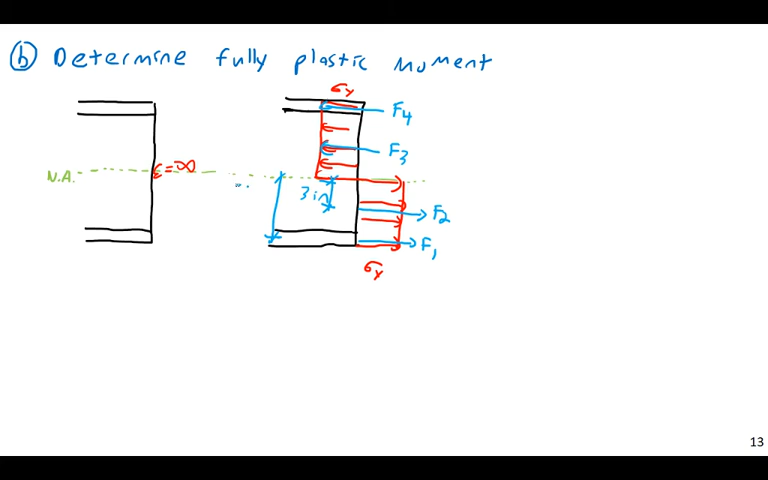 (b) Determine fully plastic moment
σy
F4
F3
ε=∞
N.A.
3 in
F2
F1
σy
13